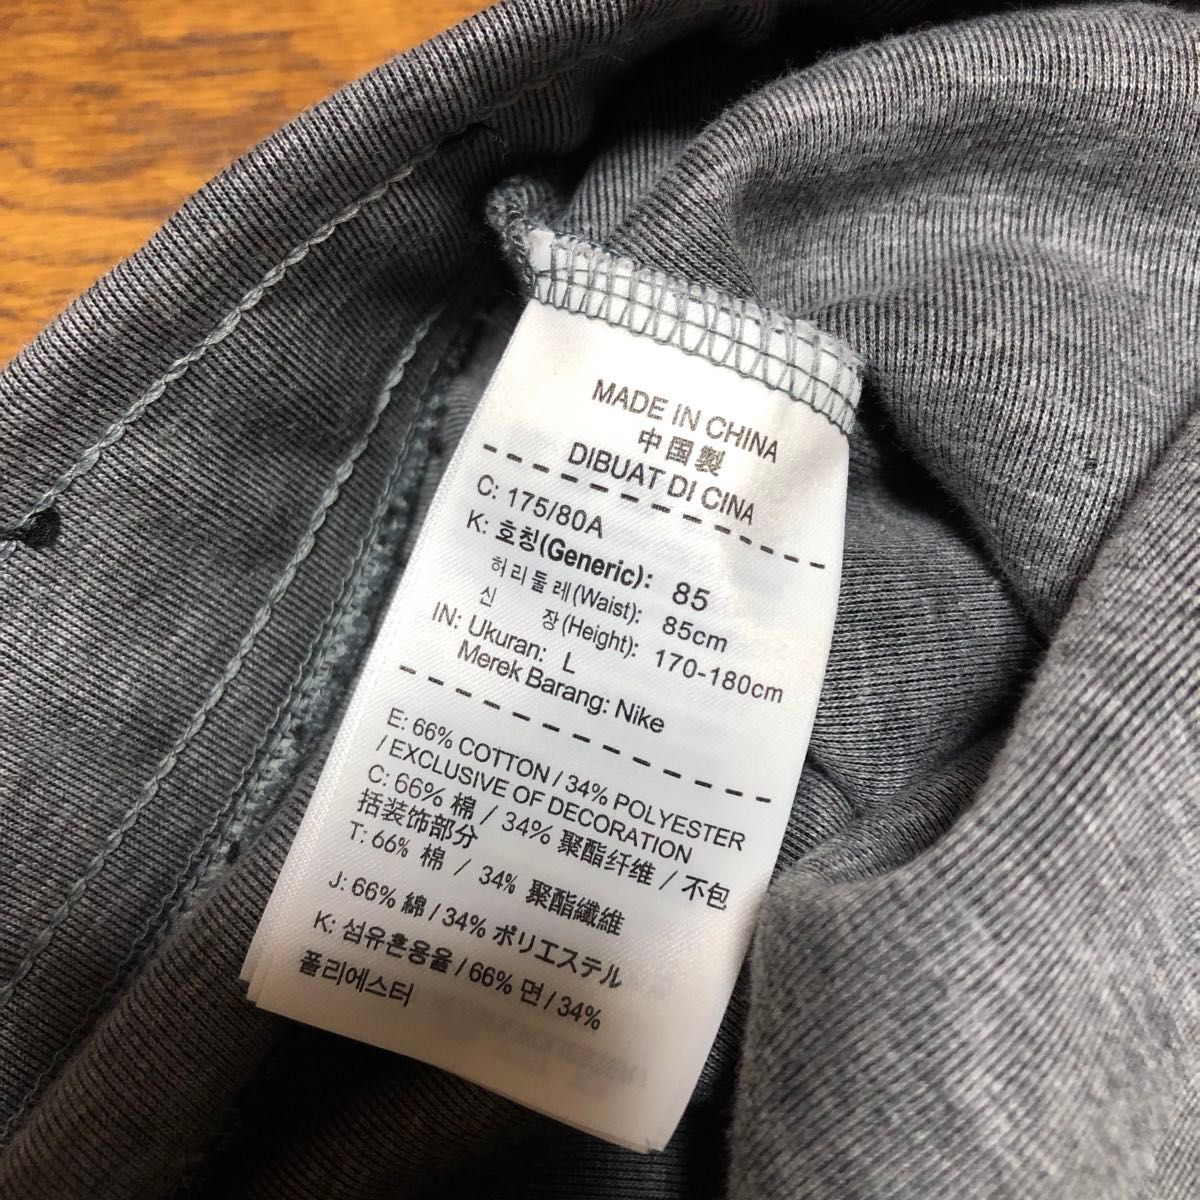 MADE IN CHINA
中国製
DIBUAT DI CINA
C: 175/80A
K: 호칭(Generic): 85
허리둘레(Waist): 85cm
신 장(Height): 170-180cm
IN: Ukuran: L
Merek Barang: Nike
E: 66% COTTON / 34% POLYESTER
/ EXCLUSIVE OF DECORATION
C: 66% 棉 / 34% 聚酯纤维 / 不包
括装饰部分
T: 66% 棉 / 34% 聚酯纖維
J: 66% 綿 / 34% ポリエステル
K: 섬유혼용율 / 66% 면 / 34%
폴리에스터